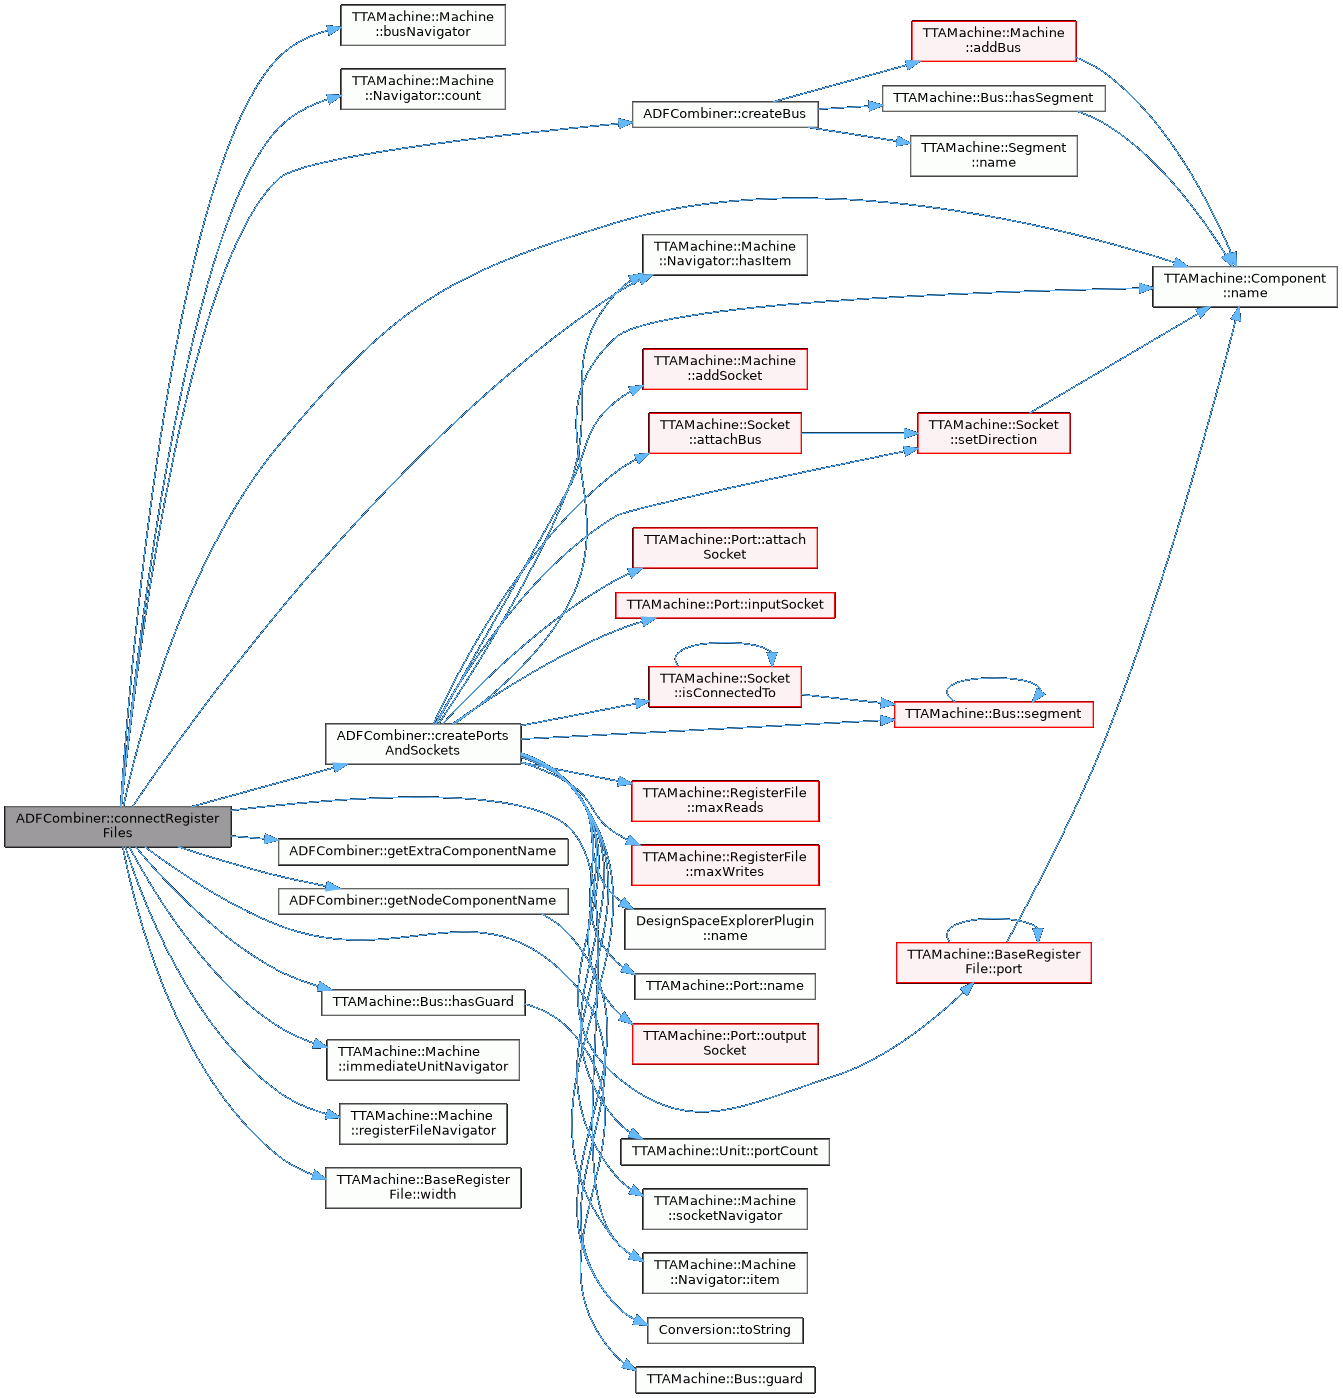 TTAMachine::Machine
::busNavigator
TTAMachine::Machine
::Navigator::count
ADFCombiner::createBus
TTAMachine::Machine
::addBus
TTAMachine::Bus::hasSegment
TTAMachine::Segment
::name
TTAMachine::Machine
::Navigator::hasItem
TTAMachine::Component
::name
TTAMachine::Machine
::addSocket
TTAMachine::Socket
::attachBus
TTAMachine::Socket
::setDirection
TTAMachine::Port::attach
Socket
TTAMachine::Port::inputSocket
TTAMachine::Socket
::isConnectedTo
TTAMachine::Bus::segment
ADFCombiner::createPorts
AndSockets
TTAMachine::RegisterFile
::maxReads
ADFCombiner::connectRegister
Files
ADFCombiner::getExtraComponentName
TTAMachine::RegisterFile
::maxWrites
ADFCombiner::getNodeComponentName
DesignSpaceExplorerPlugin
::name
TTAMachine::BaseRegister
File::port
TTAMachine::Port::name
TTAMachine::Bus::hasGuard
TTAMachine::Port::output
Socket
TTAMachine::Machine
::immediateUnitNavigator
TTAMachine::Machine
::registerFileNavigator
TTAMachine::Unit::portCount
TTAMachine::BaseRegister
File::width
TTAMachine::Machine
::socketNavigator
TTAMachine::Machine
::Navigator::item
Conversion::toString
TTAMachine::Bus::guard